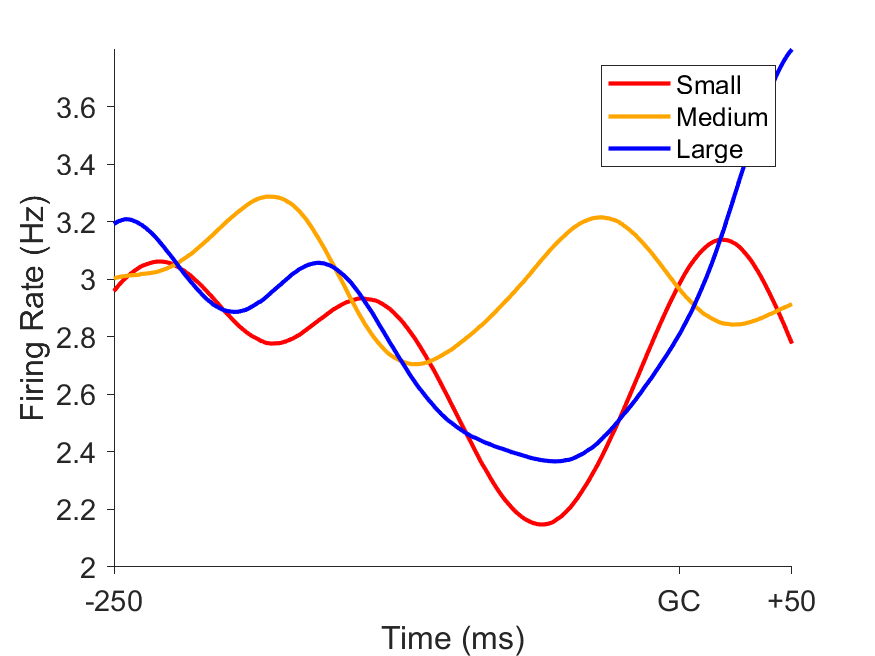 Small
Medium
Large
3.6
3.4
3.2
3
2.8
2.6
2.4
2.2
2
Firing Rate (Hz)
-250
GC
+50
Time (ms)